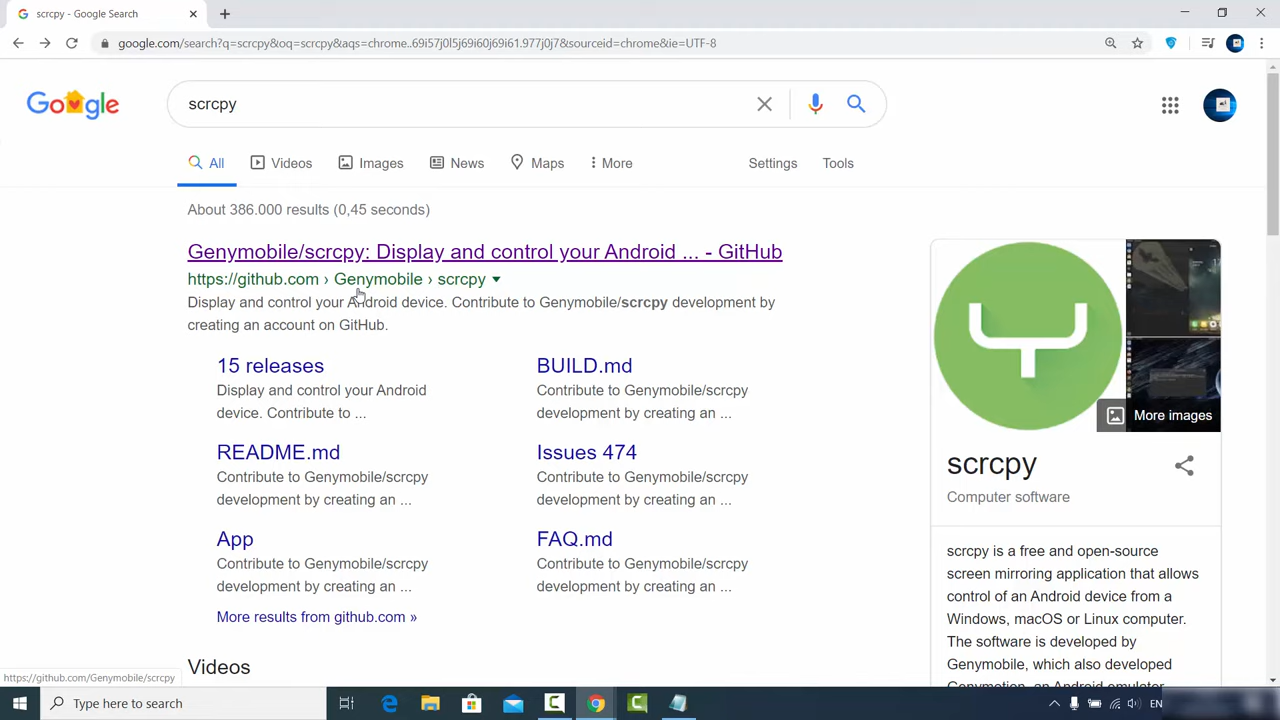 scrcpy - Google Search
google.com/search?q=scrcpy&oq=scrcpy&aqs=chrome..69i57j0l5j69i60j69i61.977j0j7&sourceid=chrome&ie=UTF-8
Google
scrcpy
All
Videos
Images
News
Maps
More
Settings
Tools
About 386.000 results (0,45 seconds)
Genymobile/scrcpy: Display and control your Android ... - GitHub
https://github.com › Genymobile › scrcpy
Display and control your Android device. Contribute to Genymobile/scrcpy development by
creating an account on GitHub.
15 releases
Display and control your Android
device. Contribute to ...
BUILD.md
Contribute to Genymobile/scrcpy
development by creating an ...
README.md
Contribute to Genymobile/scrcpy
development by creating an ...
Issues 474
Contribute to Genymobile/scrcpy
development by creating an ...
App
Contribute to Genymobile/scrcpy
development by creating an ...
FAQ.md
Contribute to Genymobile/scrcpy
development by creating an ...
More results from github.com »
Videos
More images
scrcpy
Computer software
scrcpy is a free and open-source
screen mirroring application that allows
control of an Android device from a
Windows, macOS or Linux computer.
The software is developed by
Genymobile, which also developed
Genymotion, an Android emulator
https://github.com/Genymobile/scrcpy
Type here to search
EN